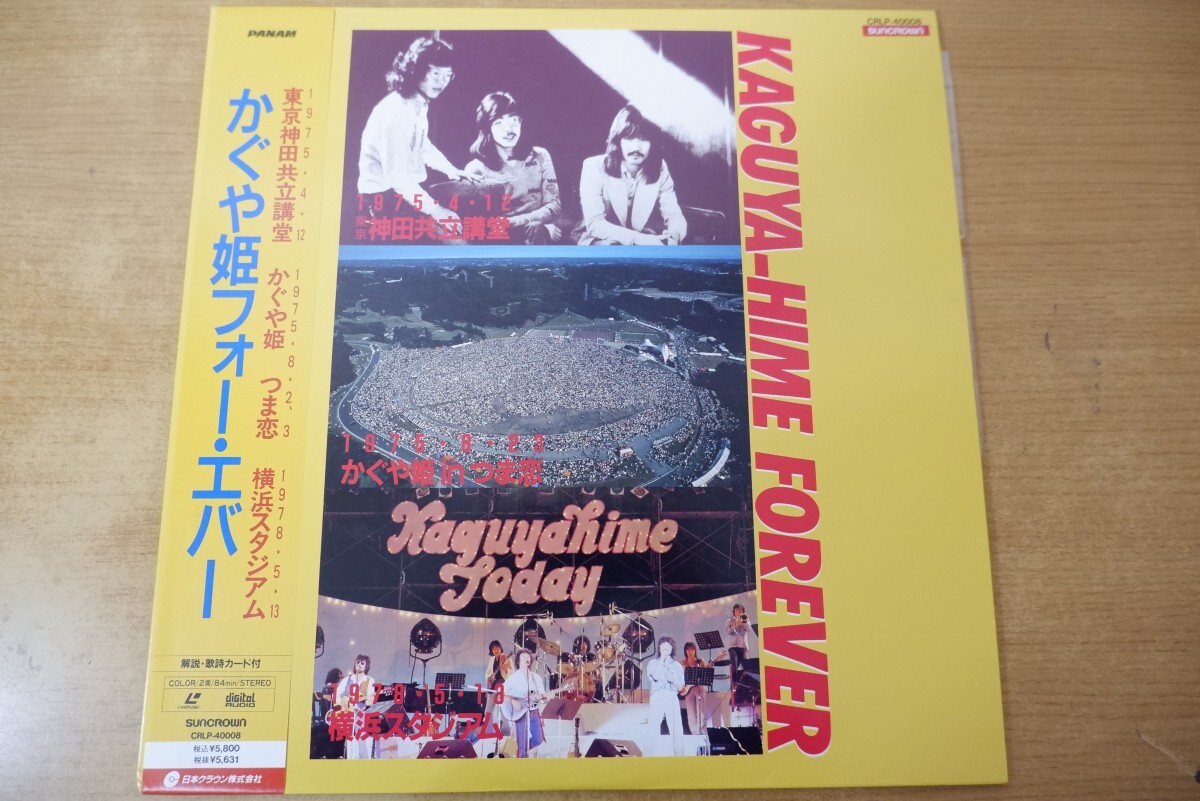 PANAM
かぐや姫フォー・エバー
1975・4・12
東京神田共立講堂
1975・8・2、3
かぐや姫 つま恋
1978・5・13
横浜スタジアム
解説・歌詩カード付
COLOR/2面/84min/STEREO
LASERDISC
digital AUDIO
SUNCROWN
CRLP-40008
税込¥5,800
税抜¥5,631
日本クラウン株式会社
CRLP-40008
SUNCROWN
KAGUYA-HIME FOREVER
1975・4・12
東京神田共立講堂
1975・8・23
かぐや姫 in つま恋
Kaguyahime
Today
1978・5・13
横浜スタジアム